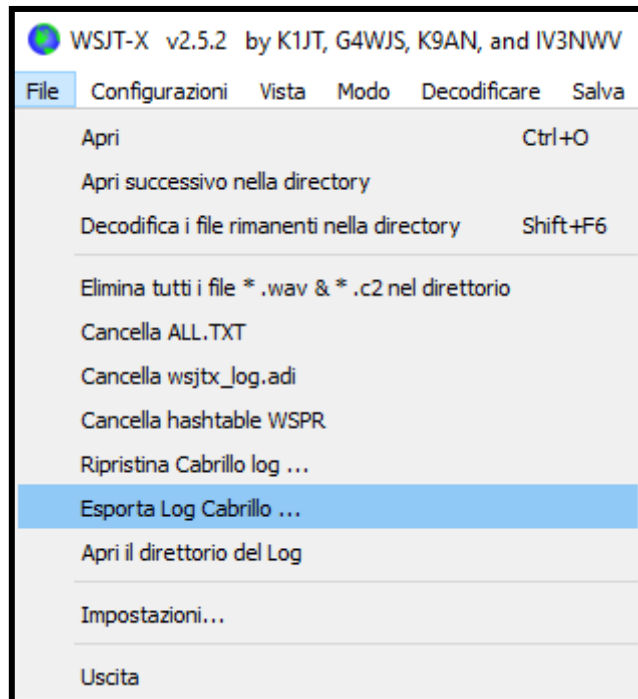 WSJT-X v2.5.2 by K1JT, G4WJS, K9AN, and IV3NWV
File Configurazioni Vista Modo Decodificare Salva
Apri Ctrl+O
Apri successivo nella directory
Decodifica i file rimanenti nella directory Shift+F6
Elimina tutti i file * .wav & * .c2 nel direttorio
Cancella ALL.TXT
Cancella wsjtx_log.adi
Cancella hashtable WSPR
Ripristina Cabrillo log ...
Esporta Log Cabrillo ...
Apri il direttorio del Log
Impostazioni...
Uscita